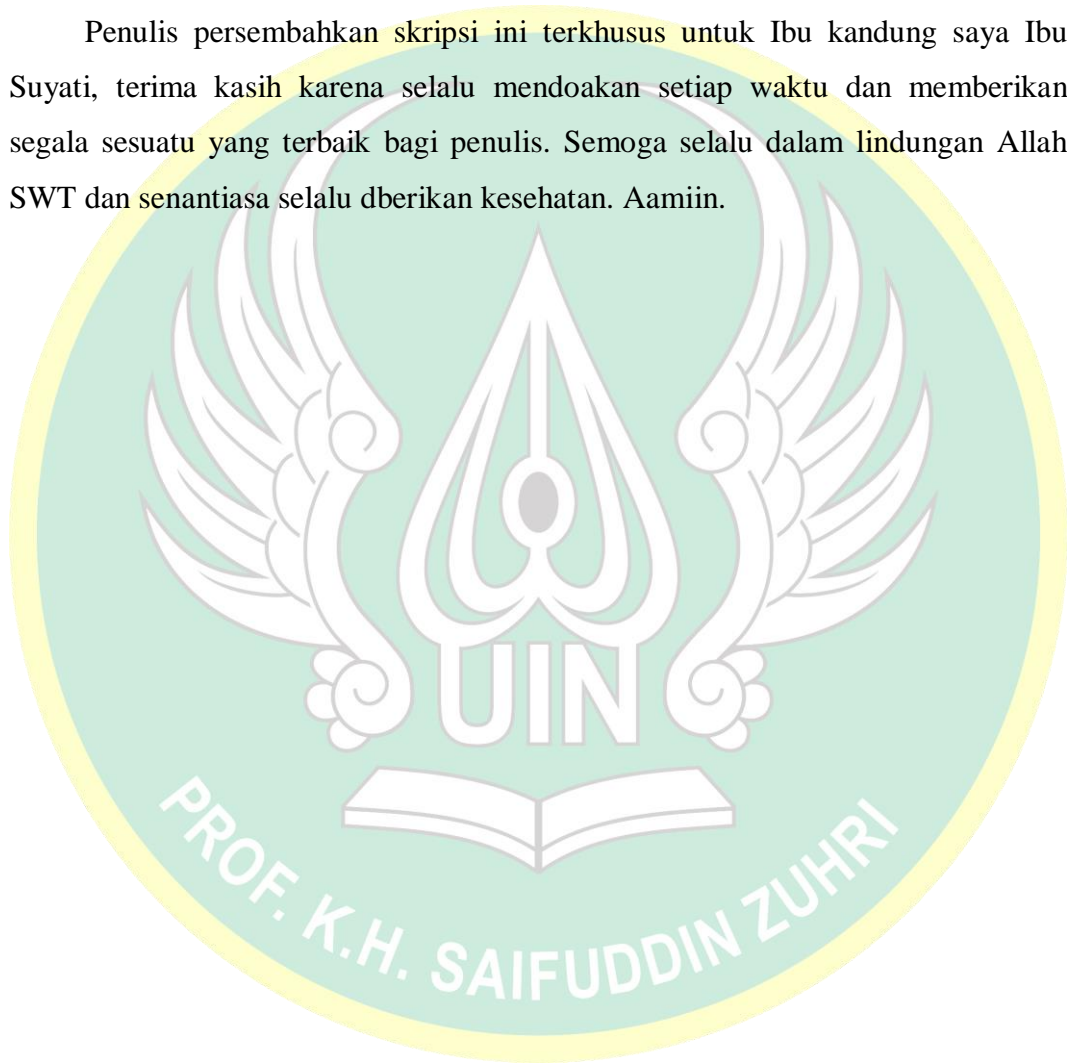 Penulis persembahkan skripsi ini terkhusus untuk Ibu kandung saya Ibu
Suyati, terima kasih karena selalu mendoakan setiap waktu dan memberikan
segala sesuatu yang terbaik bagi penulis. Semoga selalu dalam lindungan Allah
SWT dan senantiasa selalu dberikan kesehatan. Aamiin.
UIN
PROF. K.H. SAIFUDDIN ZUHRI